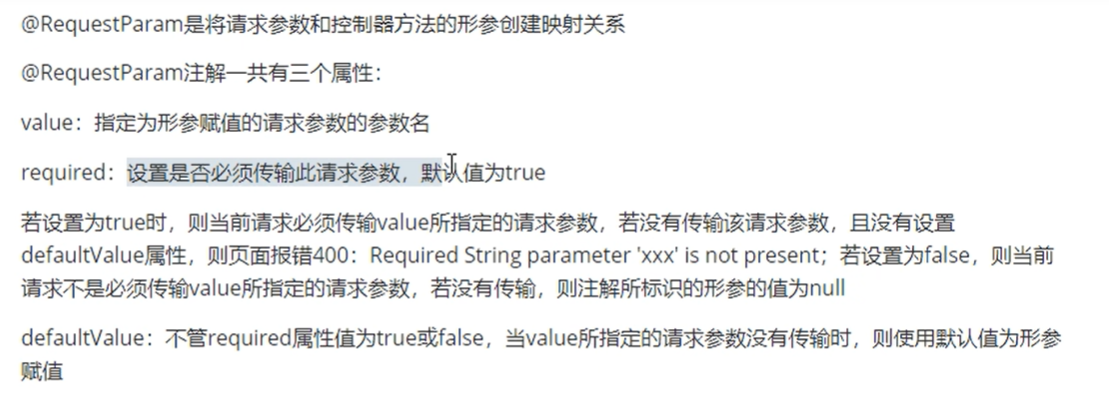 @RequestParam是将请求参数和控制器方法的形参创建映射关系
@RequestParam注解一共有三个属性：
value：指定为形参赋值的请求参数的参数名
required：设置是否必须传输此请求参数，默认值为true
若设置为true时，则当前请求必须传输value所指定的请求参数，若没有传输该请求参数，且没有设置
defaultValue属性，则页面报错400：Required String parameter 'xxx' is not present；若设置为false，则当前
请求不是必须传输value所指定的请求参数，若没有传输，则注解所标识的形参的值为null
defaultValue：不管required属性值为true或false，当value所指定的请求参数没有传输时，则使用默认值为形参
赋值